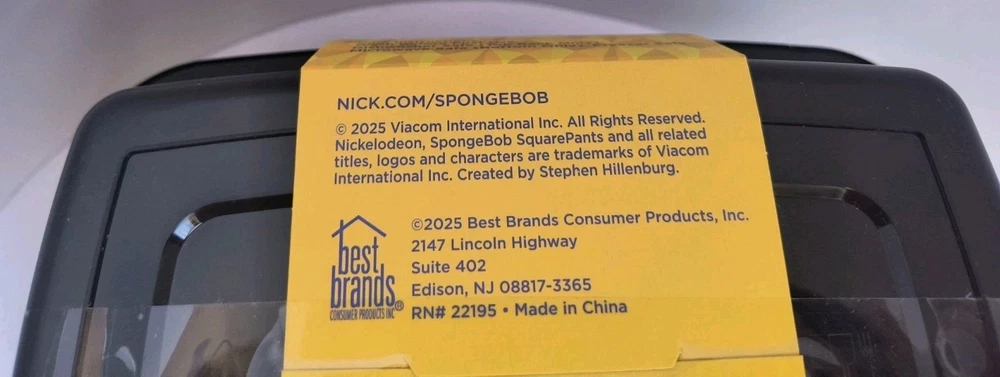 NICK.COM/SPONGEBOB
© 2025 Viacom International Inc. All Rights Reserved.
Nickelodeon, SpongeBob SquarePants and all related
titles, logos and characters are trademarks of Viacom
International Inc. Created by Stephen Hillenburg.
best
brands®
CONSUMER PRODUCTS INC
©2025 Best Brands Consumer Products, Inc.
2147 Lincoln Highway
Suite 402
Edison, NJ 08817-3365
RN# 22195 • Made in China